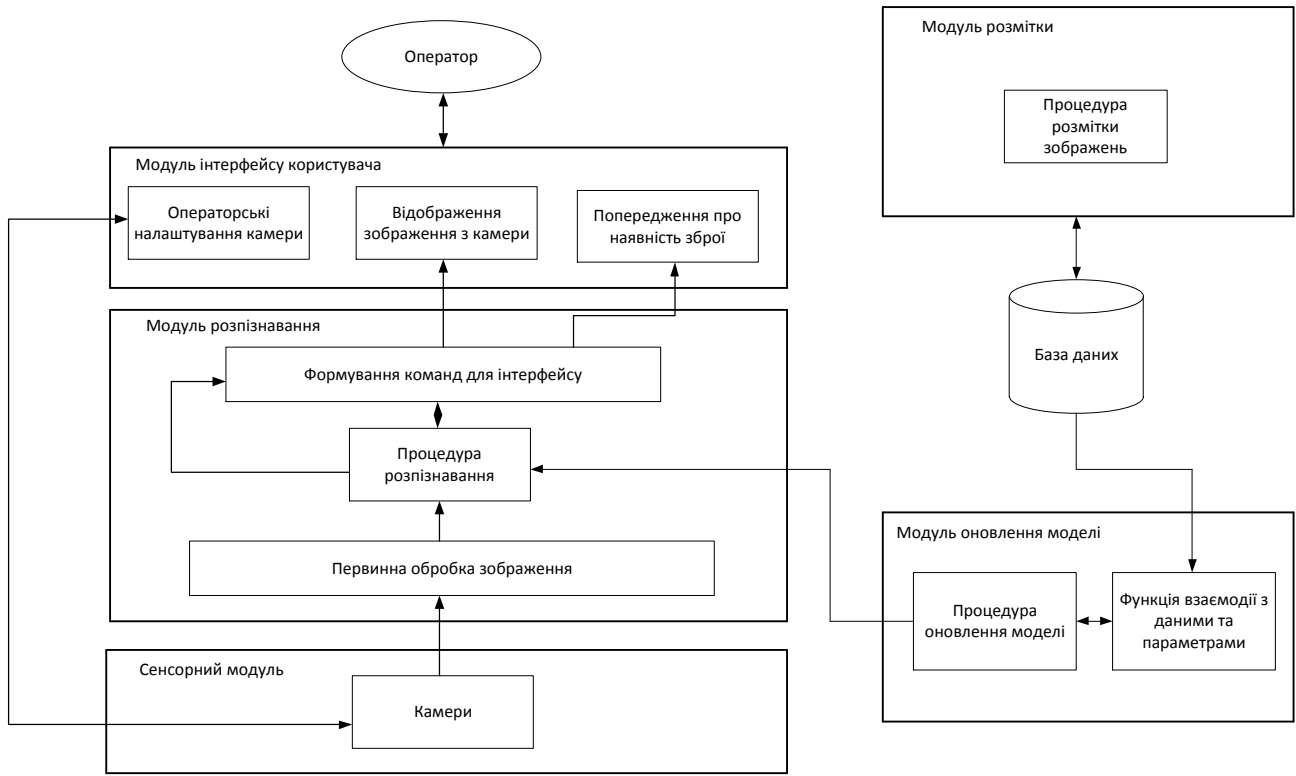 Оператор
Модуль інтерфейсу користувача
Операторські
налаштування камери
Відображення
зображення з камери
Попередження про
наявність зброї
Модуль розпізнавання
Формування команд для інтерфейсу
Процедура
розпізнавання
Первинна обробка зображення
Сенсорний модуль
Камери
Модуль розмітки
Процедура
розмітки
зображень
База даних
Модуль оновлення моделі
Процедура
оновлення моделі
Функція взаємодії з
даними та
параметрами